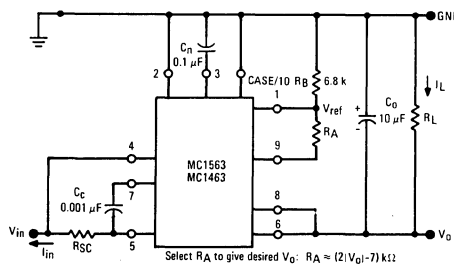 GND
Cn
0.1 µF
2
3
CASE/10
RB
6.8 k
1
Vref
RA
9
Co
10 µF
+
-
IL
RL
4
7
MC1563
MC1463
8
6
Cc
0.001 µF
Vin
Iin
RSC
5
Vo
Select RA to give desired Vo: RA ≈ (2|Vo|-7) kΩ